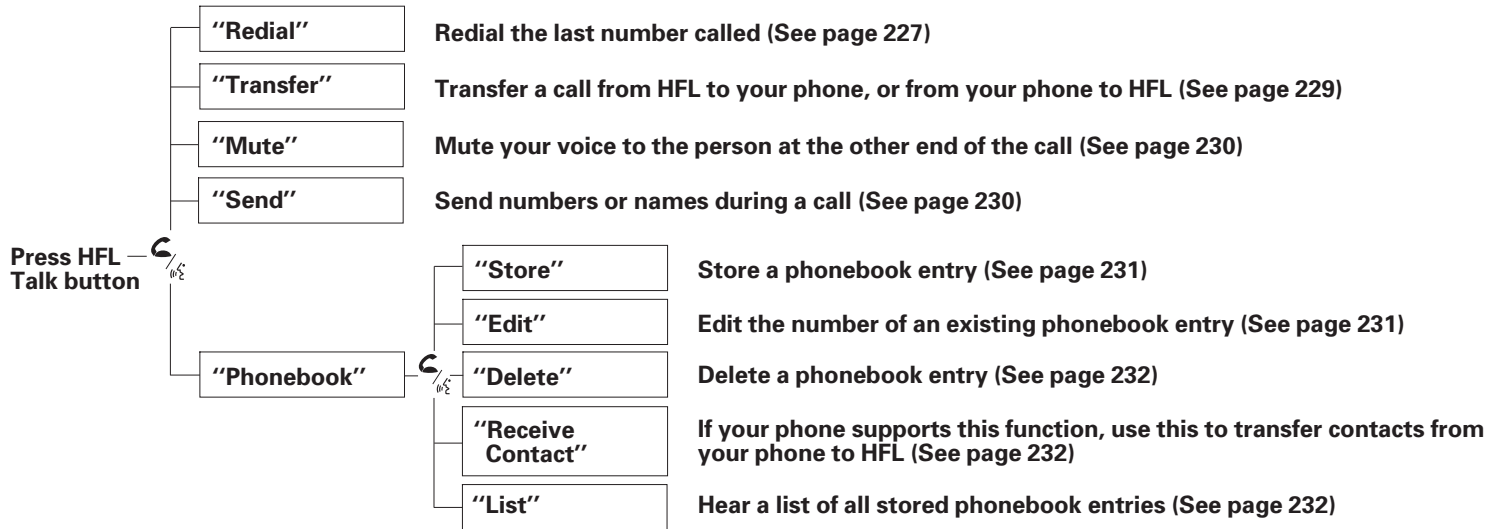 ‘‘Redial’’ Redial the last number called (See page 227)
‘‘Transfer’’ Transfer a call from HFL to your phone, or from your phone to HFL (See page 229)
‘‘Mute’’ Mute your voice to the person at the other end of the call (See page 230)
‘‘Send’’ Send numbers or names during a call (See page 230)
Press HFL
Talk button
‘‘Phonebook’’
‘‘Store’’ Store a phonebook entry (See page 231)
‘‘Edit’’ Edit the number of an existing phonebook entry (See page 231)
‘‘Delete’’ Delete a phonebook entry (See page 232)
‘‘Receive
Contact’’
If your phone supports this function, use this to transfer contacts from
your phone to HFL (See page 232)
‘‘List’’ Hear a list of all stored phonebook entries (See page 232)